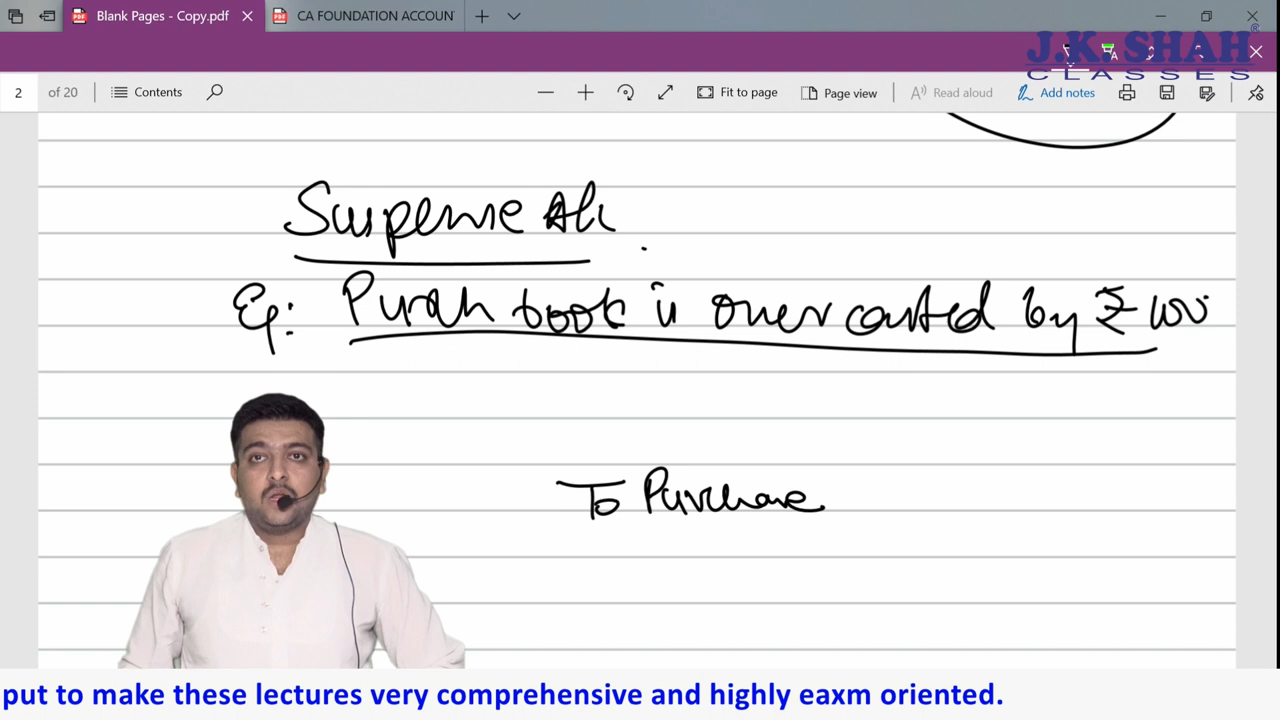 Blank Pages - Copy.pdf
CA FOUNDATION ACCOUN
J.K. SHAH®
CLASSES
2 of 20 Contents Fit to page Page view Read aloud Add notes
Suspense A/c
Eg: Purch book is over casted by ₹ 100
To Purchase
put to make these lectures very comprehensive and highly eaxm oriented.